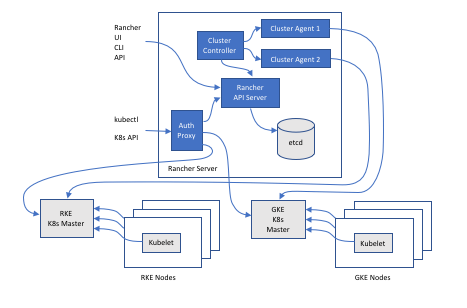 Rancher
UI
CLI
API
Cluster
Controller
Cluster Agent 1
Cluster Agent 2
Rancher
API Server
kubectl
K8s API
Auth
Proxy
etcd
Rancher Server
RKE
K8s Master
Kubelet
RKE Nodes
GKE
K8s
Master
Kubelet
GKE Nodes